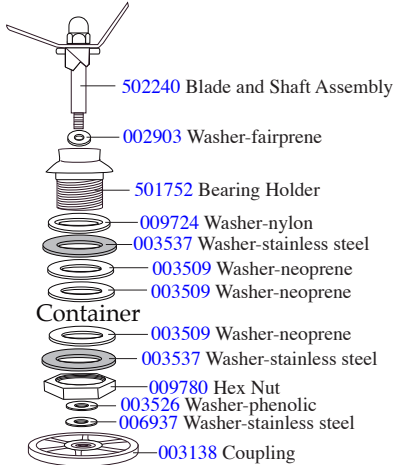 502240 Blade and Shaft Assembly
002903 Washer-fairprene
501752 Bearing Holder
009724 Washer-nylon
003537 Washer-stainless steel
003509 Washer-neoprene
003509 Washer-neoprene
Container
003509 Washer-neoprene
003537 Washer-stainless steel
009780 Hex Nut
003526 Washer-phenolic
006937 Washer-stainless steel
003138 Coupling